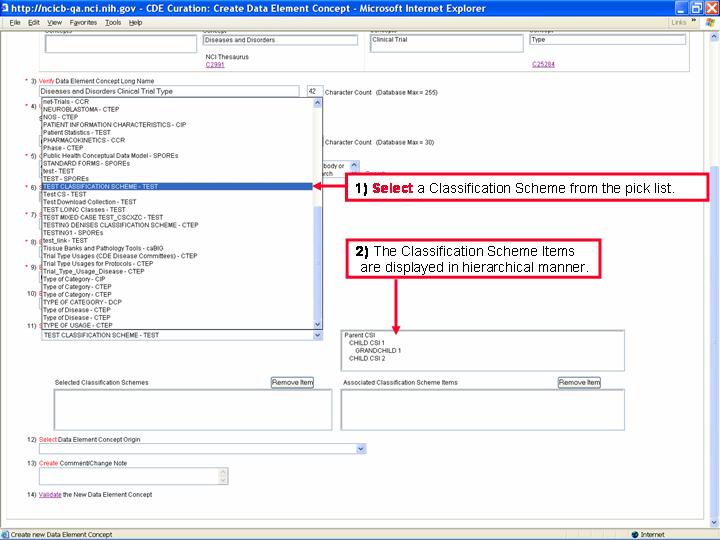 http://ncicb-qa.nci.nih.gov - CDE Curation: Create Data Element Concept - Microsoft Internet Explorer
File Edit View Favorites Tools Help Links »
Concepts
Diseases and Disorders
Clinical Trial
Type
NCI Thesaurus
C2991
C25284
* 3) Verify Data Element Concept Long Name
Diseases and Disorders Clinical Trial Type 42 Character Count (Database Max = 255)
net-Trials - CCR
NEUROBLASTOMA - CTEP
NOS - CTEP
PATIENT INFORMATION CHARACTERISTICS - CIP
Patient Statistics - TEST
PHARMACOKINETICS - CCR
Phase - CTEP
Public Health Conceptual Data Model - SPOREs
STANDARD FORMS - SPOREs
test - TEST
TEST - SPOREs
TEST CLASSIFICATION SCHEME - TEST
Test CS - TEST
Test Download Collection - TEST
TEST LOINC Classes - TEST
TEST MIXED CASE TEST_CSCXZC - TEST
TESTING DENISES CLASSIFICATION SCHEME - CTEP
TESTING1 - SPOREs
test_link - TEST
Tissue Banks and Pathology Tools - caBIG
Trial Type Usages (CDE Disease Committees) - CTEP
Trial Type Usages for Protocols - CTEP
Trial_Type_Usage_Disease - CTEP
Type of Category - CIP
Type of Category - CTEP
Type of Category - CTEP
TYPE OF CATEGORY - DCP
Type of Disease - CTEP
Type of Disease - CTEP
TYPE OF USAGE - CTEP
* 4)
Character Count (Database Max = 30)
* 5)
body or
* 6)
* 7)
* 8)
* 9)
10)
11)
TEST CLASSIFICATION SCHEME - TEST
1) Select a Classification Scheme from the pick list.
2) The Classification Scheme Items
are displayed in hierarchical manner.
Parent CSI
CHILD CSI 1
GRANDCHILD 1
CHILD CSI 2
Selected Classification Schemes Remove Item
Associated Classification Scheme Items Remove Item
12) Select Data Element Concept Origin
13) Create Comment/Change Note
14) Validate the New Data Element Concept
Create new Data Element Concept Internet